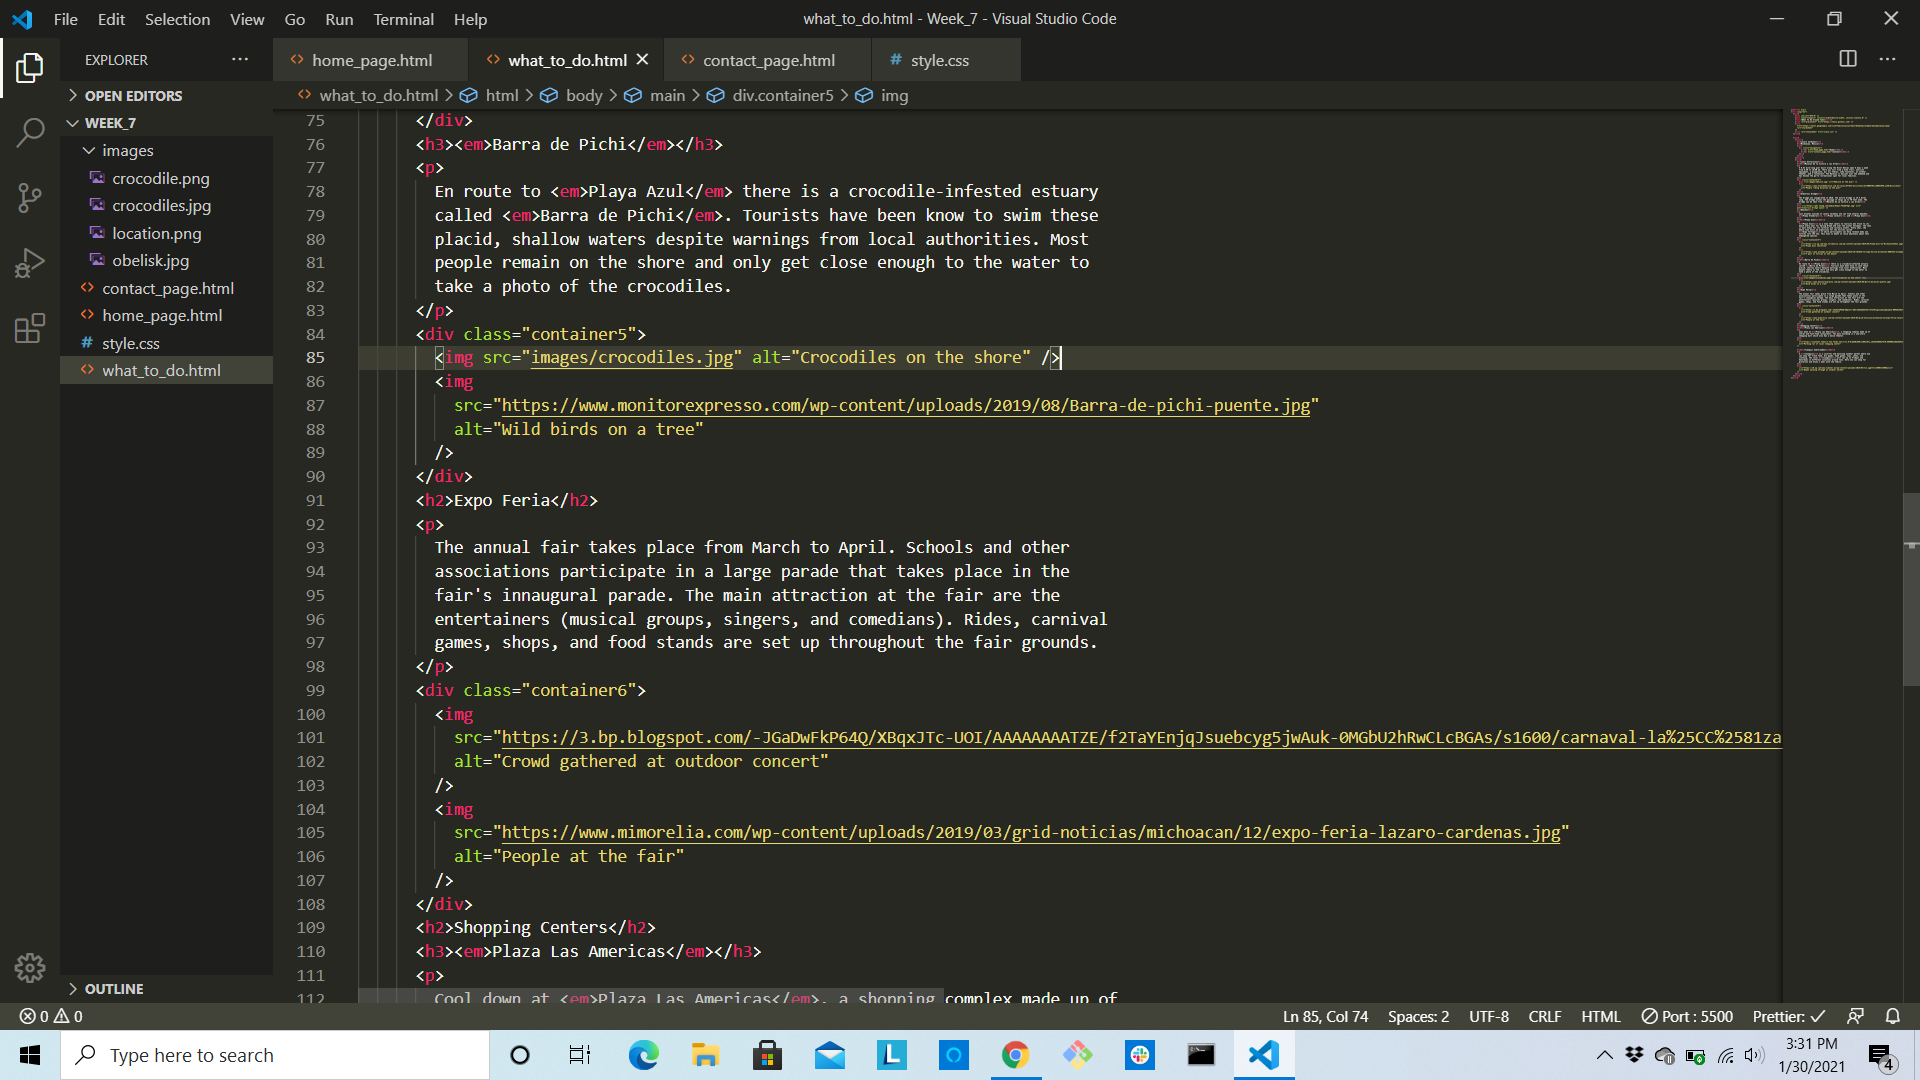 File Edit Selection View Go Run Terminal Help
what_to_do.html - Week_7 - Visual Studio Code
EXPLORER
home_page.html what_to_do.html contact_page.html # style.css
OPEN EDITORS
WEEK_7
images
crocodile.png
crocodiles.jpg
location.png
obelisk.jpg
contact_page.html
home_page.html
# style.css
what_to_do.html
OUTLINE
what_to_do.html > html > body > main > div.container5 > img
75 </div>
76 <h3><em>Barra de Pichi</em></h3>
77 <p>
78 En route to <em>Playa Azul</em> there is a crocodile-infested estuary
79 called <em>Barra de Pichi</em>. Tourists have been know to swim these
80 placid, shallow waters despite warnings from local authorities. Most
81 people remain on the shore and only get close enough to the water to
82 take a photo of the crocodiles.
83 </p>
84 <div class="container5">
85 <img src="images/crocodiles.jpg" alt="Crocodiles on the shore" />
86 <img
87 src="https://www.monitorexpresso.com/wp-content/uploads/2019/08/Barra-de-pichi-puente.jpg"
88 alt="Wild birds on a tree"
89 />
90 </div>
91 <h2>Expo Feria</h2>
92 <p>
93 The annual fair takes place from March to April. Schools and other
94 associations participate in a large parade that takes place in the
95 fair's innaugural parade. The main attraction at the fair are the
96 entertainers (musical groups, singers, and comedians). Rides, carnival
97 games, shops, and food stands are set up throughout the fair grounds.
98 </p>
99 <div class="container6">
100 <img
101 src="https://3.bp.blogspot.com/-JGaDwFkP64Q/XBqxJTc-UOI/AAAAAAAATZE/f2TaYEnjqJsuebcyg5jwAuk-0MGbU2hRwCLcBGAs/s1600/carnaval-la%25CC%2581za
102 alt="Crowd gathered at outdoor concert"
103 />
104 <img
105 src="https://www.mimorelia.com/wp-content/uploads/2019/03/grid-noticias/michoacan/12/expo-feria-lazaro-cardenas.jpg"
106 alt="People at the fair"
107 />
108 </div>
109 <h2>Shopping Centers</h2>
110 <h3><em>Plaza Las Americas</em></h3>
111 <p>
112 Cool down at <em>Plaza Las Americas</em>, a shopping complex made up of
0 0
Ln 85, Col 74 Spaces: 2 UTF-8 CRLF HTML Port : 5500 Prettier: ✓
Type here to search
L
3:31 PM
1/30/2021
4